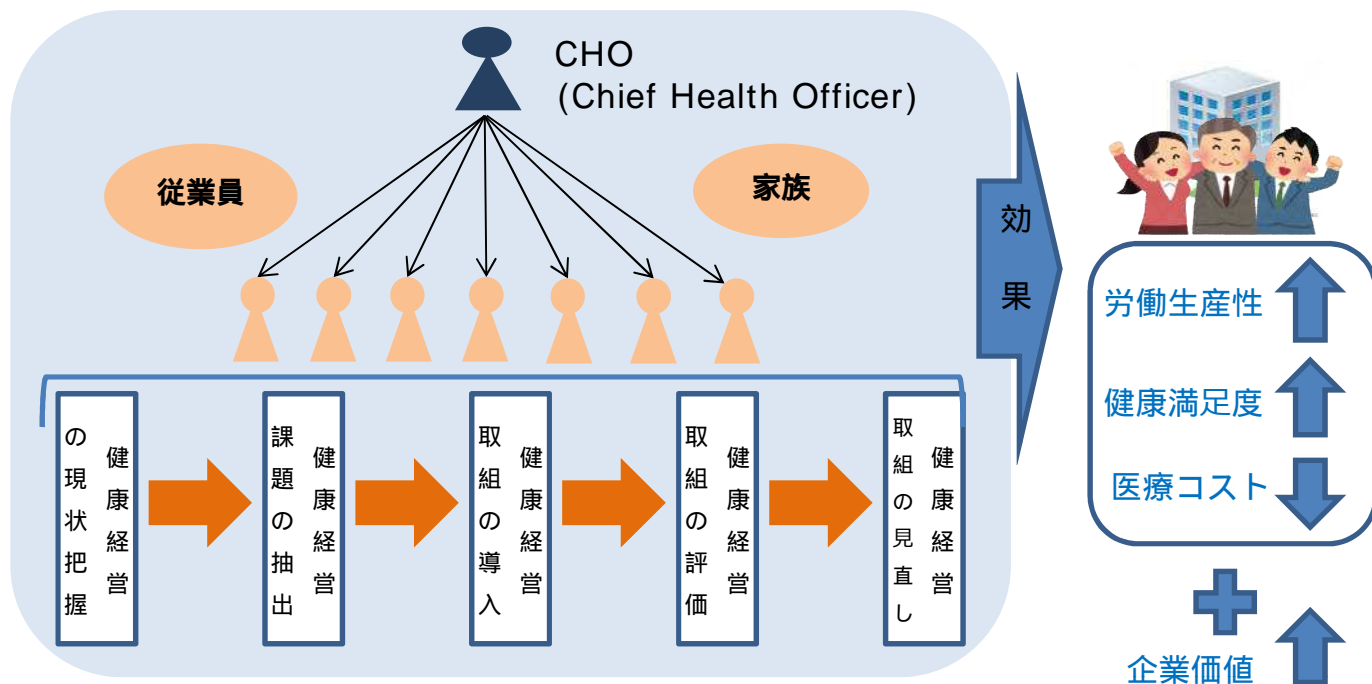 CHO
(Chief Health Officer)
従業員
家族
健康経営
の現状把握
健康経営
課題の抽出
健康経営
取組の導入
健康経営
取組の評価
健康経営
取組の見直し
効果
労働生産性
健康満足度
医療コスト
企業価値